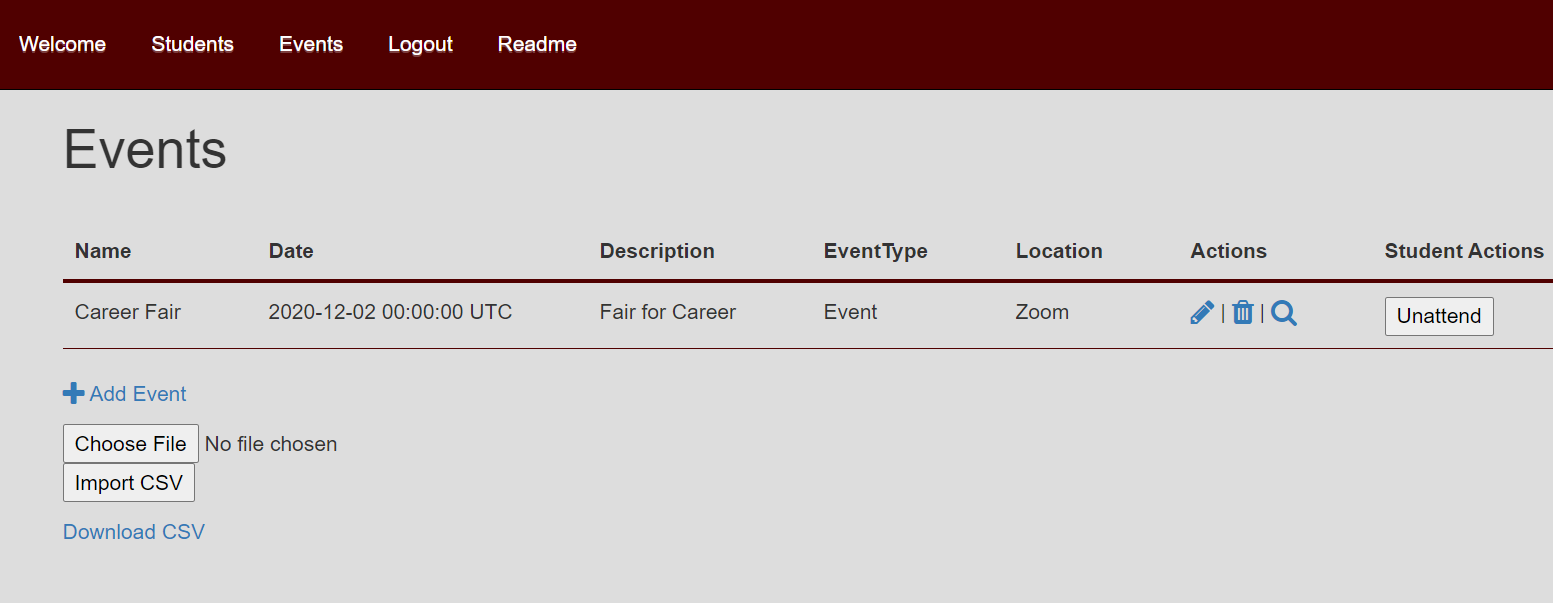 Welcome Students Events Logout Readme
Events
Name Date Description EventType Location Actions Student Actions
Career Fair 2020-12-02 00:00:00 UTC Fair for Career Event Zoom | | Unattend
Add Event
Choose File No file chosen
Import CSV
Download CSV